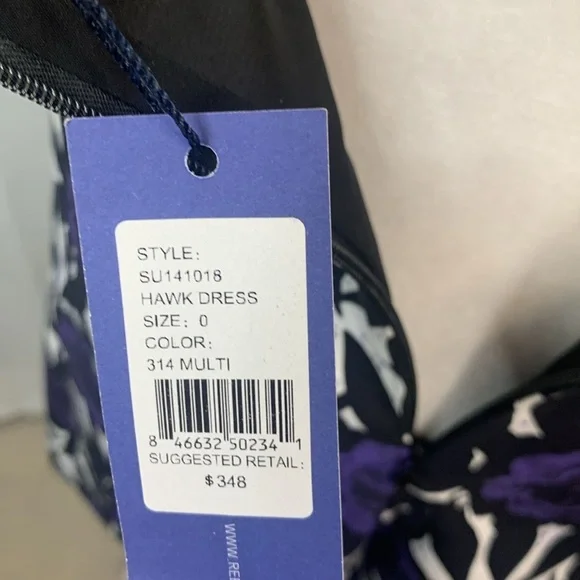 STYLE:
SU141018
HAWK DRESS
SIZE: 0
COLOR:
314 MULTI
8 46632 50234 1
SUGGESTED RETAIL:
$348